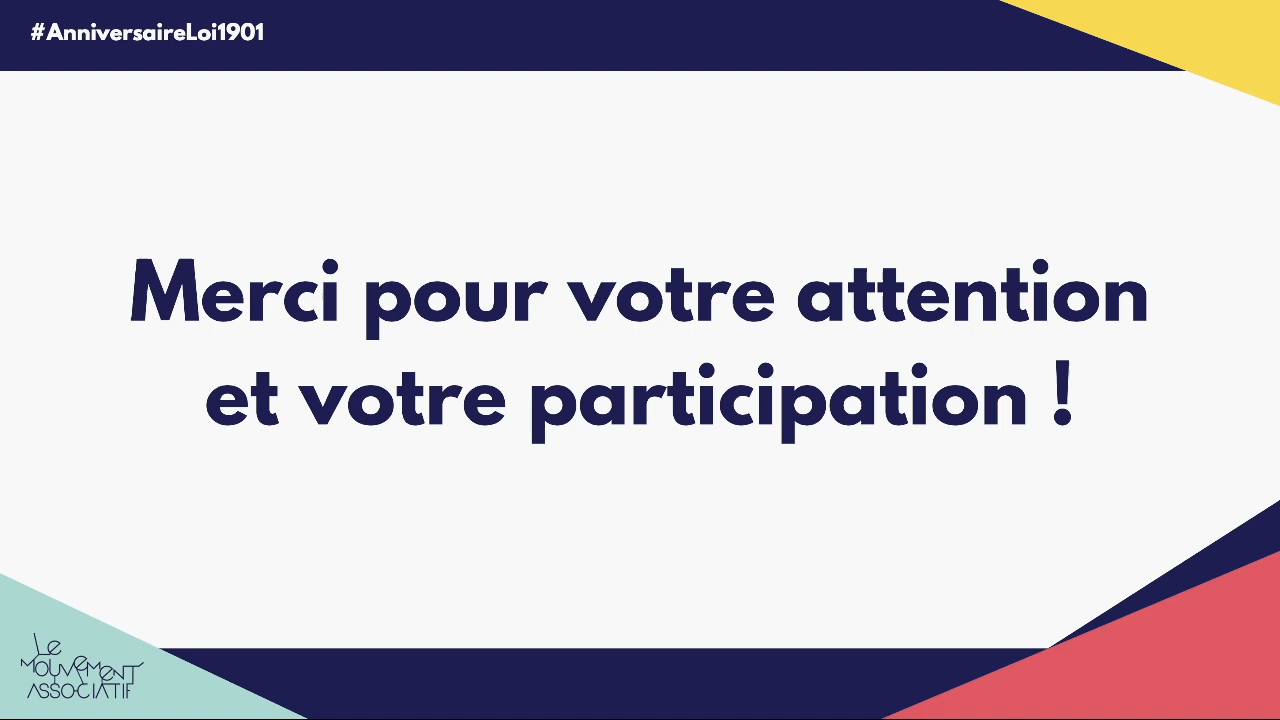 #AnniversaireLoi1901
Merci pour votre attention
et votre participation !
Le
MOUVEMENT
ASSOCIATIF